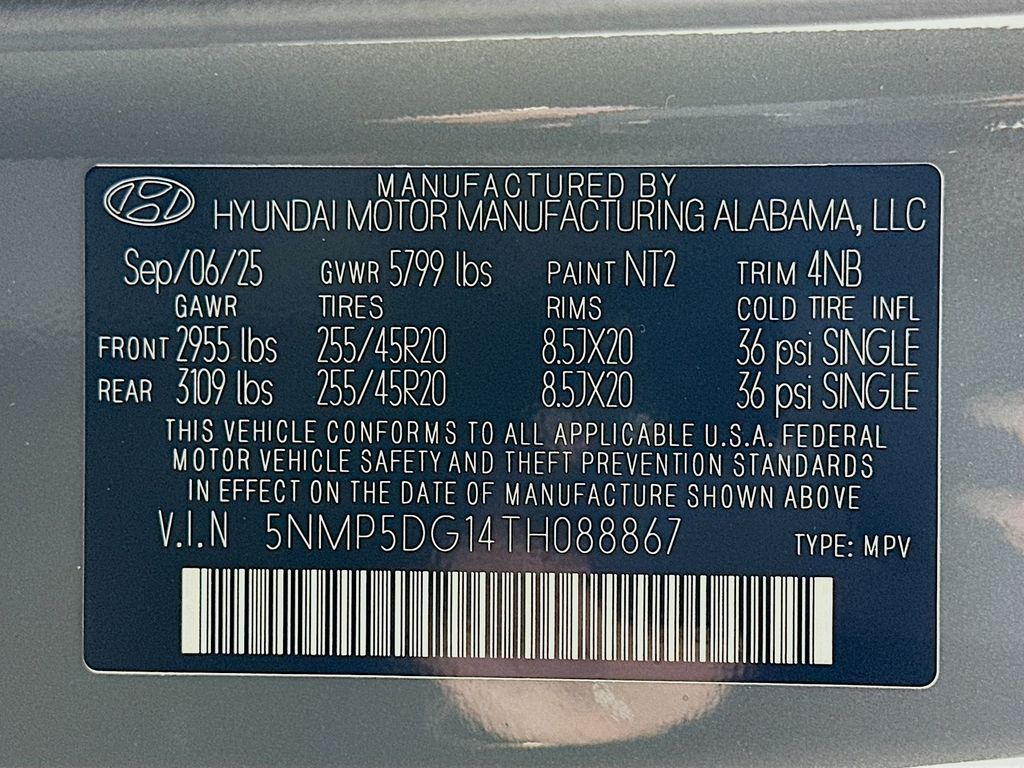 MANUFACTURED BY
HYUNDAI MOTOR MANUFACTURING ALABAMA, LLC
Sep/06/25 GVWR 5799 lbs PAINT NT2 TRIM 4NB
GAWR TIRES RIMS COLD TIRE INFL
FRONT 2955 lbs 255/45R20 8.5JX20 36 psi SINGLE
REAR 3109 lbs 255/45R20 8.5JX20 36 psi SINGLE
THIS VEHICLE CONFORMS TO ALL APPLICABLE U.S.A. FEDERAL
MOTOR VEHICLE SAFETY AND THEFT PREVENTION STANDARDS
IN EFFECT ON THE DATE OF MANUFACTURE SHOWN ABOVE
V.I.N 5NMP5DG14TH088867 TYPE: MPV